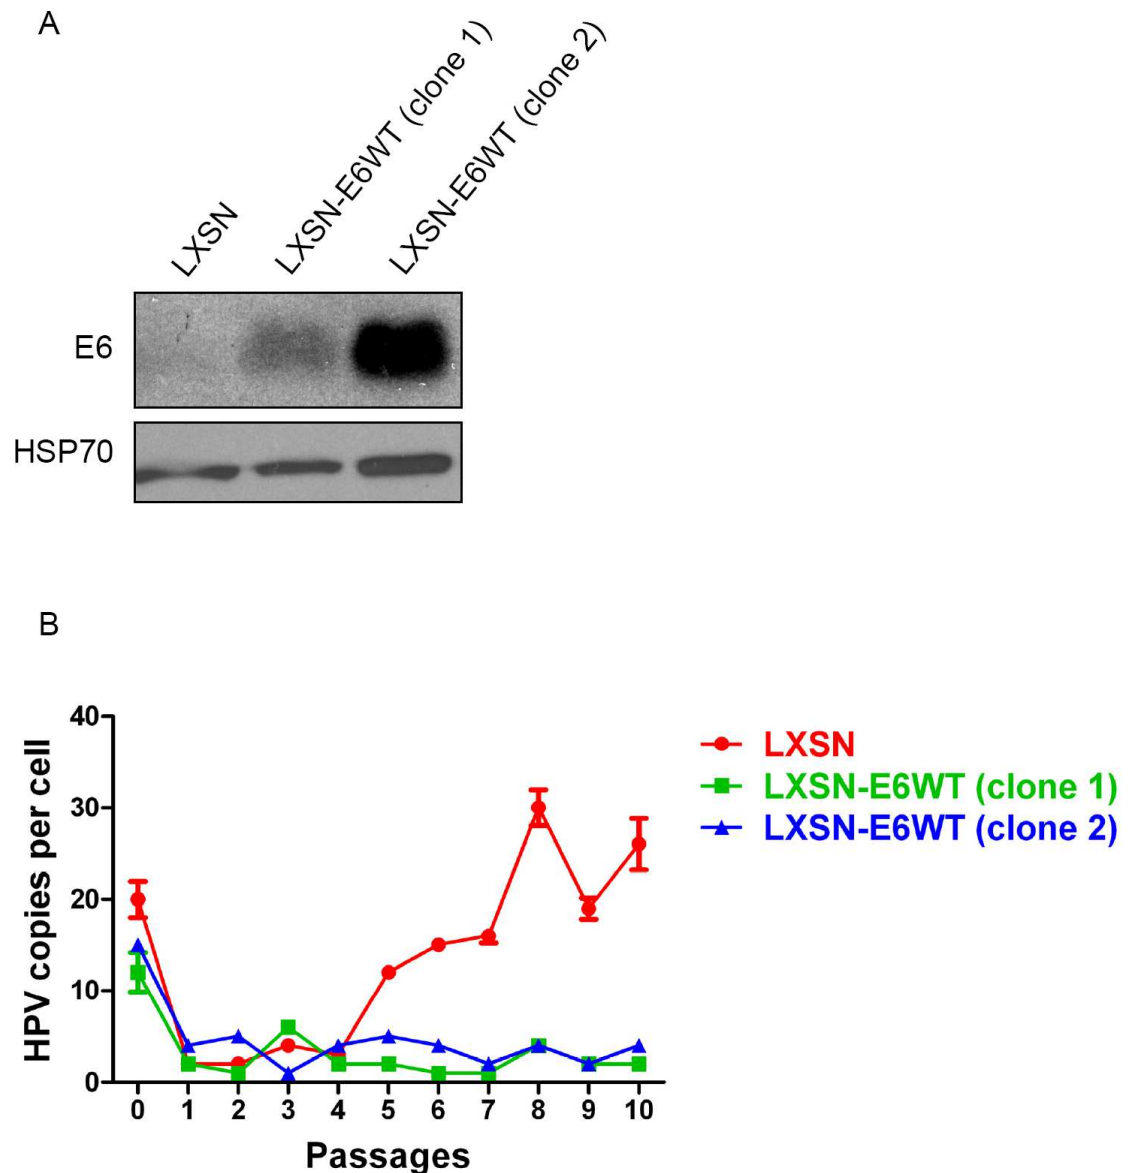 A
LXSN
LXSN-E6WT (clone 1)
LXSN-E6WT (clone 2)
E6
HSP70
B
HPV copies per cell
40
30
20
10
0
0 1 2 3 4 5 6 7 8 9 10
Passages
LXSN
LXSN-E6WT (clone 1)
LXSN-E6WT (clone 2)